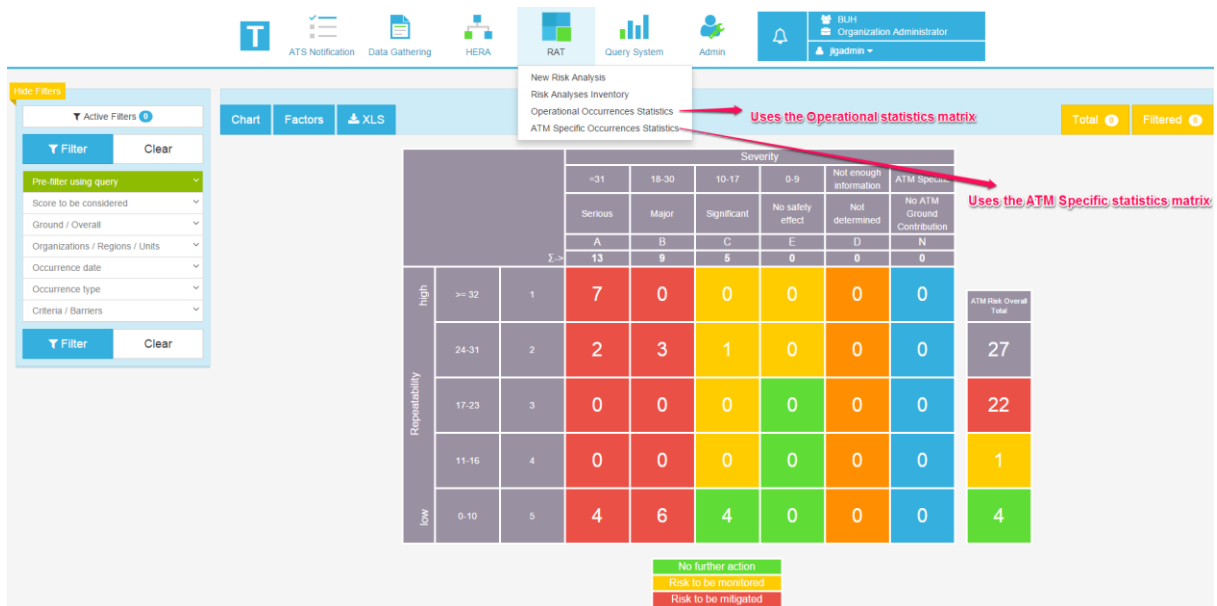 T
ATS Notification
Data Gathering
HERA
RAT
Query System
Admin
BUH
Organization Administrator
jlgadmin
New Risk Analysis
Risk Analyses Inventory
Operational Occurrences Statistics
ATM Specific Occurrences Statistics
Uses the Operational statistics matrix
Uses the ATM Specific statistics matrix
Hide Filters
Active Filters 0
Filter Clear
Pre-filter using query
Score to be considered
Ground / Overall
Organizations / Regions / Units
Occurrence date
Occurrence type
Criteria / Barriers
Filter Clear
Chart Factors XLS
Total 0 Filtered 0
Severity
=31 18-30 10-17 0-9 Not enough information ATM Specific
Serious Major Significant No safety effect Not determined No ATM Ground Contribution
A B C E D N
Σ-> 13 9 5 0 0 0
Repeatability
high
low
>= 32 1 7 0 0 0 0 0
24-31 2 2 3 1 0 0 0
17-23 3 0 0 0 0 0 0
11-16 4 0 0 0 0 0 0
0-10 5 4 6 4 0 0 0
ATM Risk Overall
Total
27
22
1
4
No further action
Risk to be monitored
Risk to be mitigated